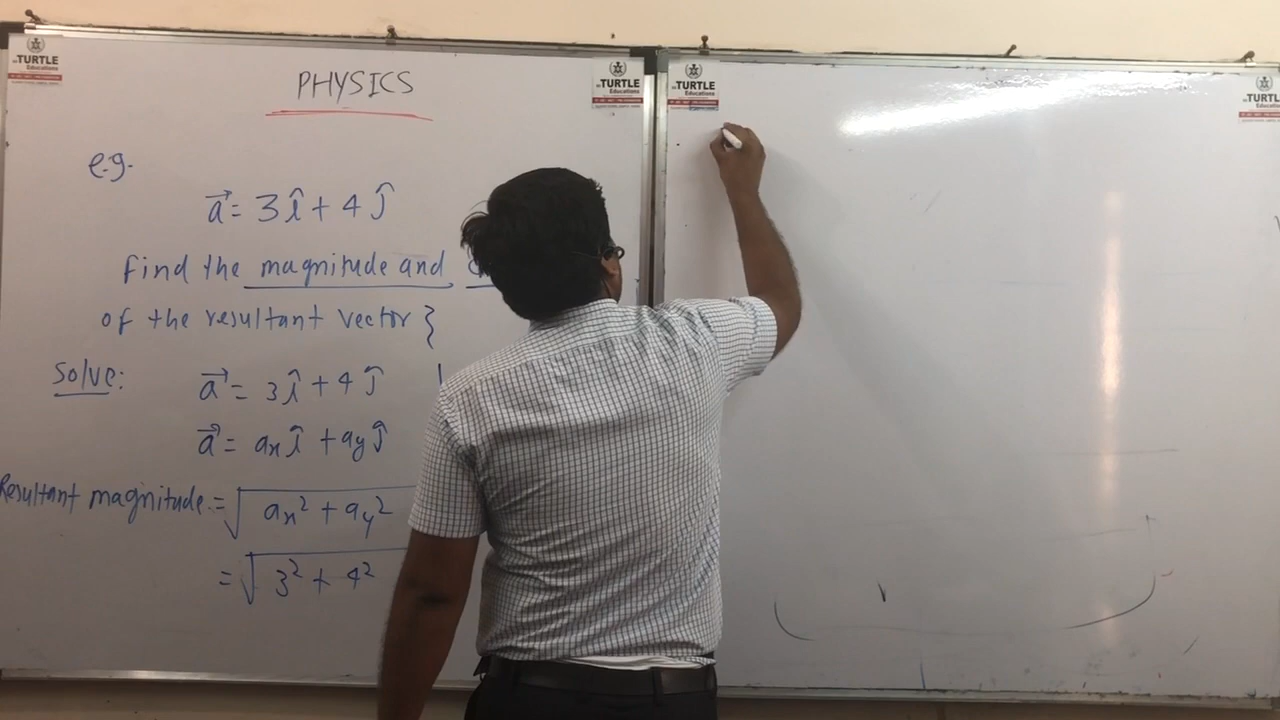 TURTLE
Educations
PHYSICS
TURTLE
Educations
TURTLE
Educations
TURTLE
e.g.
a⃗ = 3î + 4ĵ
Find the magnitude and
of the resultant vector }
Solve:
a⃗ = 3î + 4ĵ
a⃗ = axî + ayĵ
Resultant magnitude = √ax² + ay²
= √3² + 4²